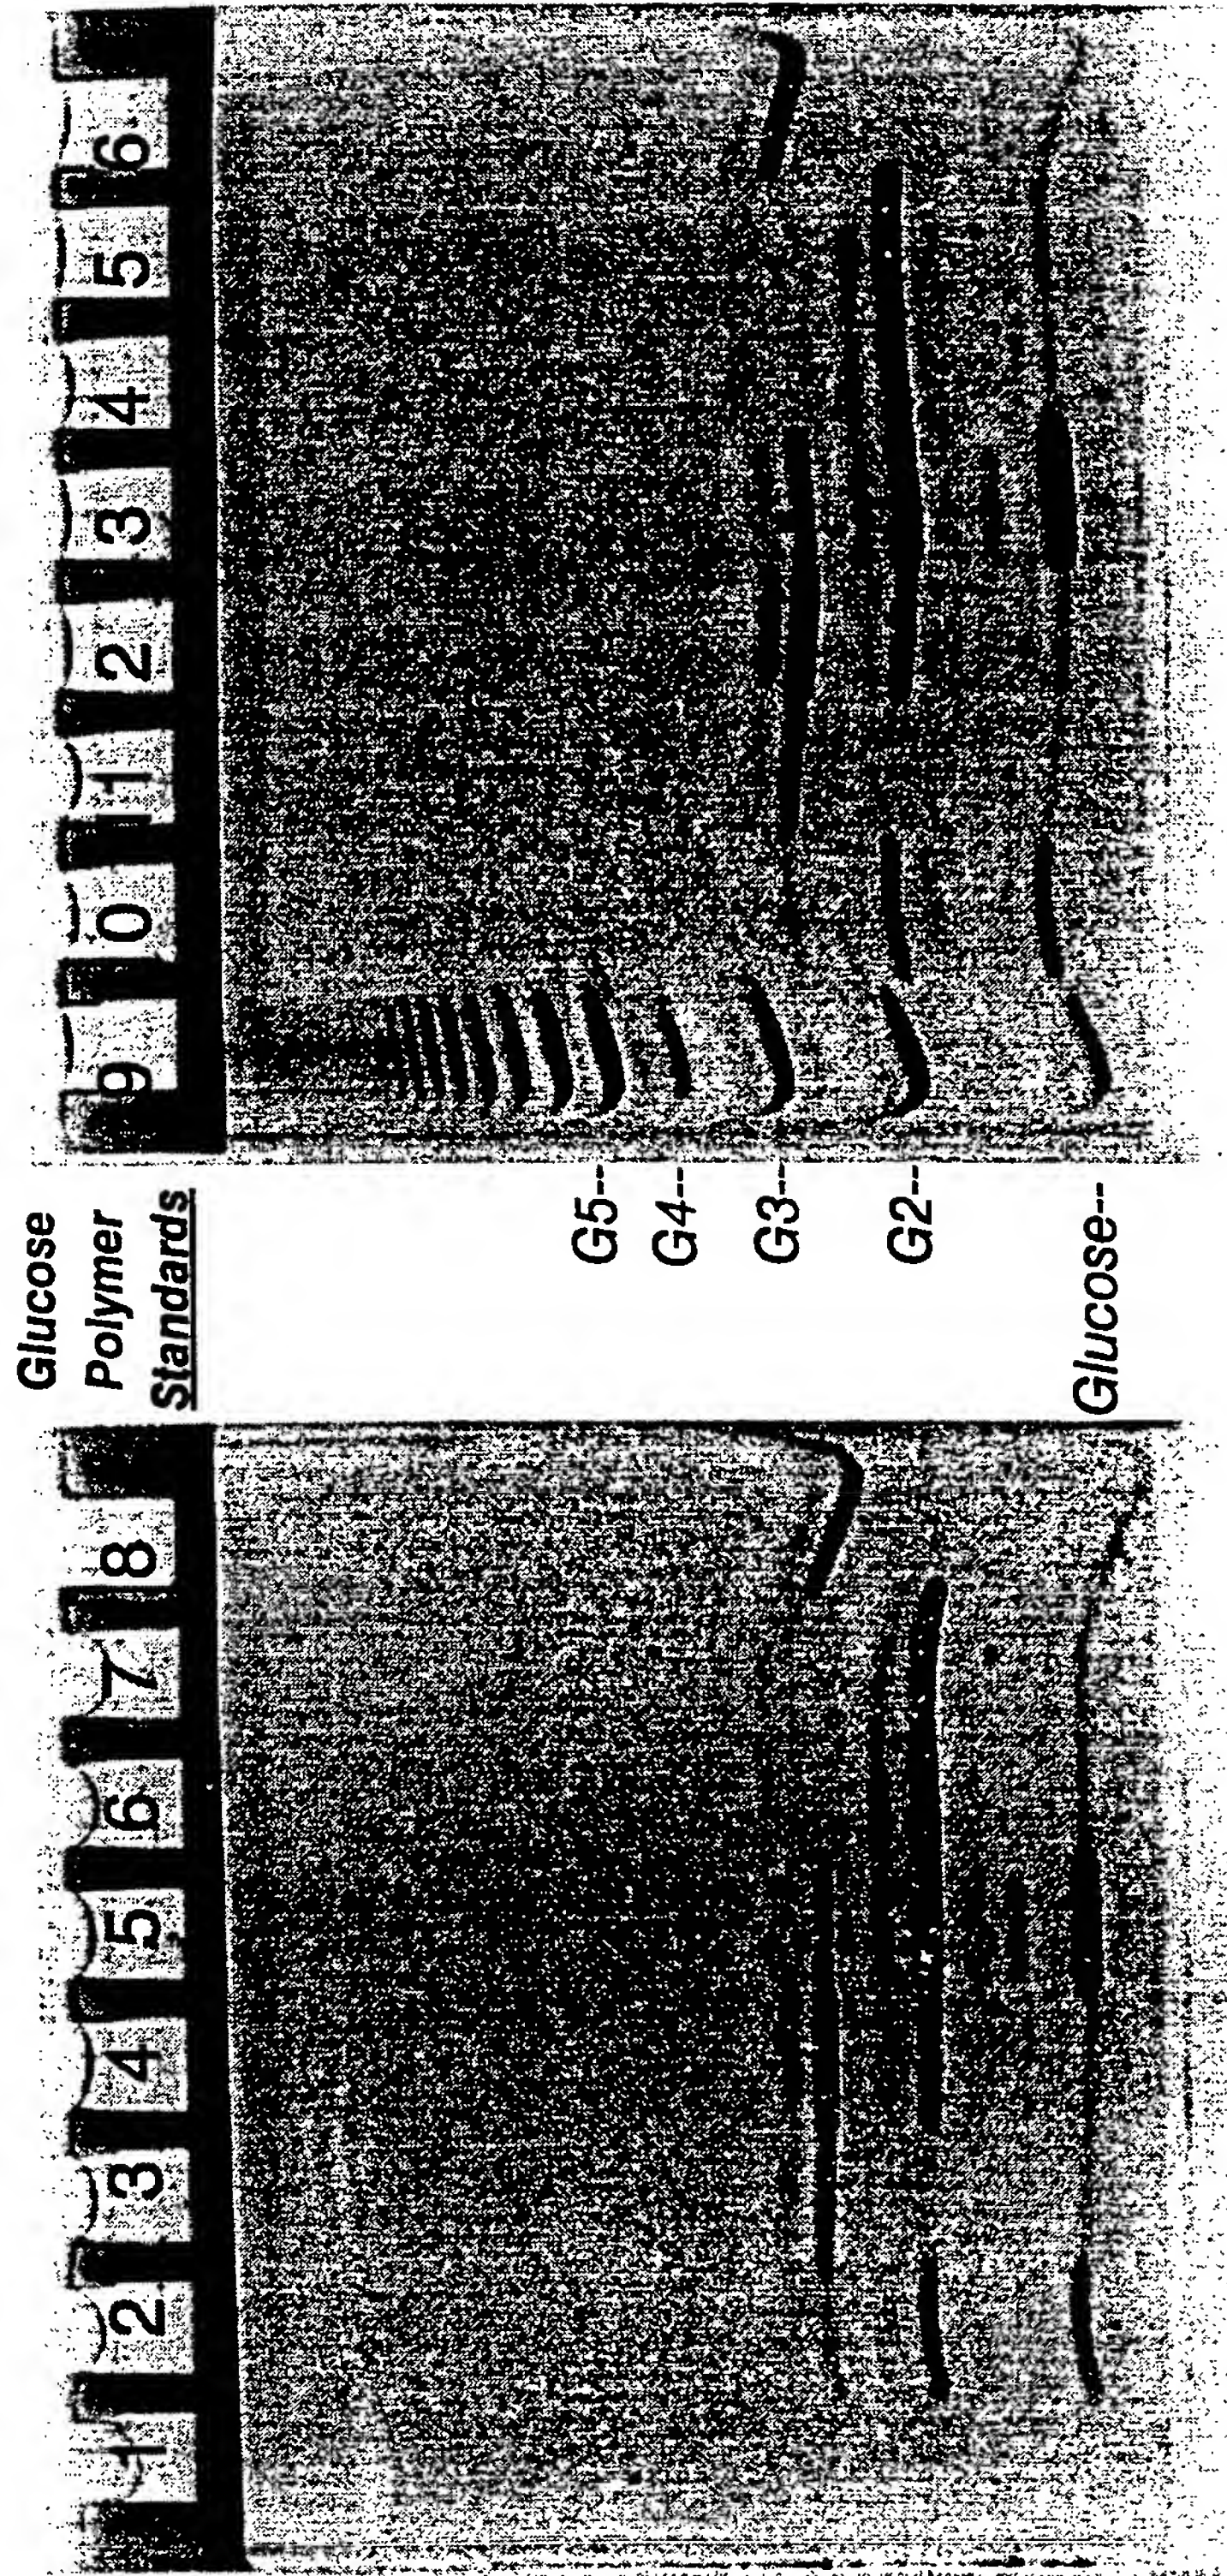 Glucose
Polymer
Standards
1 2 3 4 5 6 7 8
9 0 1 2 3 4 5 6
G5--
G4--
G3--
G2--
Glucose--